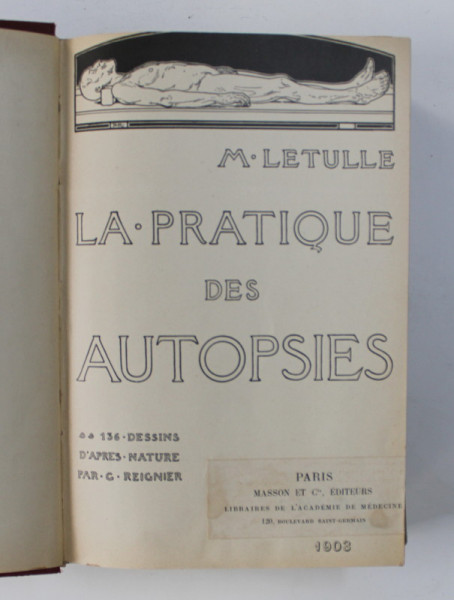 M·LETULLE
LA·PRATIQUE
DES
AUTOPSIES
136·DESSINS
D'APRES·NATURE
PAR·G·REIGNIER
PARIS
MASSON ET Cie, ÉDITEURS
LIBRAIRES DE L'ACADÉMIE DE MÉDECINE
120, BOULEVARD SAINT-GERMAIN
1903